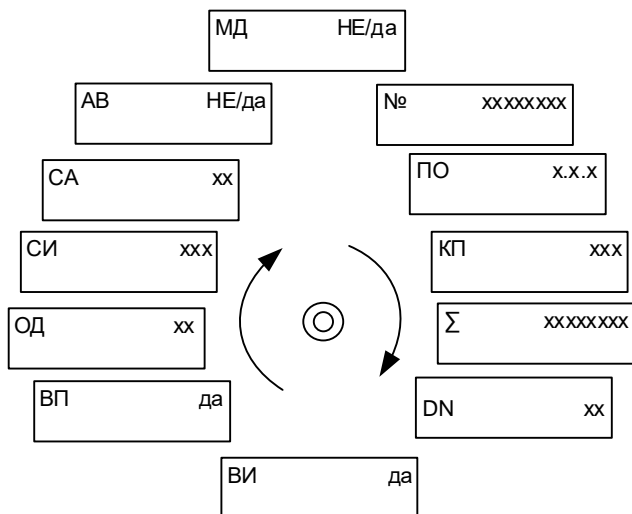 МД НЕ/да
АВ НЕ/да
№ xxxxxxxx
СА xx
ПО x.x.x
СИ xxx
КП xxx
ОД xx
∑ xxxxxxxx
ВП да
DN xx
ВИ да